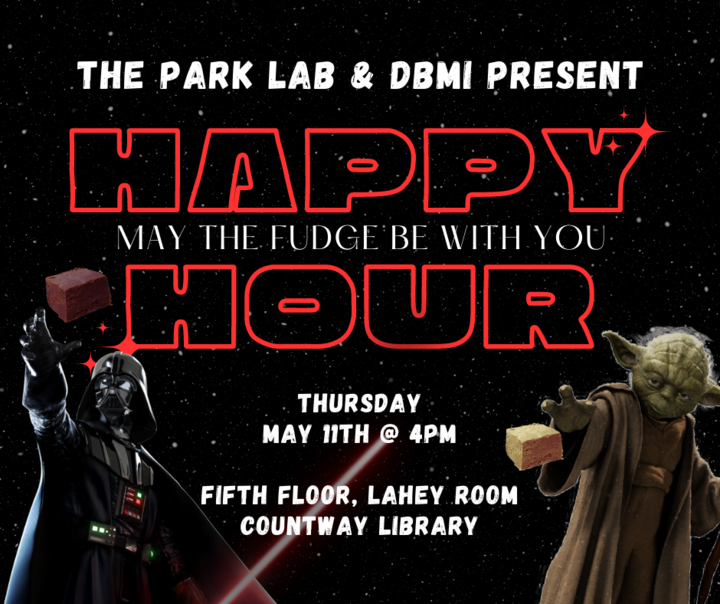 THE PARK LAB & DBMI PRESENT
HAPPY
MAY THE FUDGE BE WITH YOU
HOUR
THURSDAY
MAY 11TH @ 4PM
FIFTH FLOOR, LAHEY ROOM
COUNTWAY LIBRARY